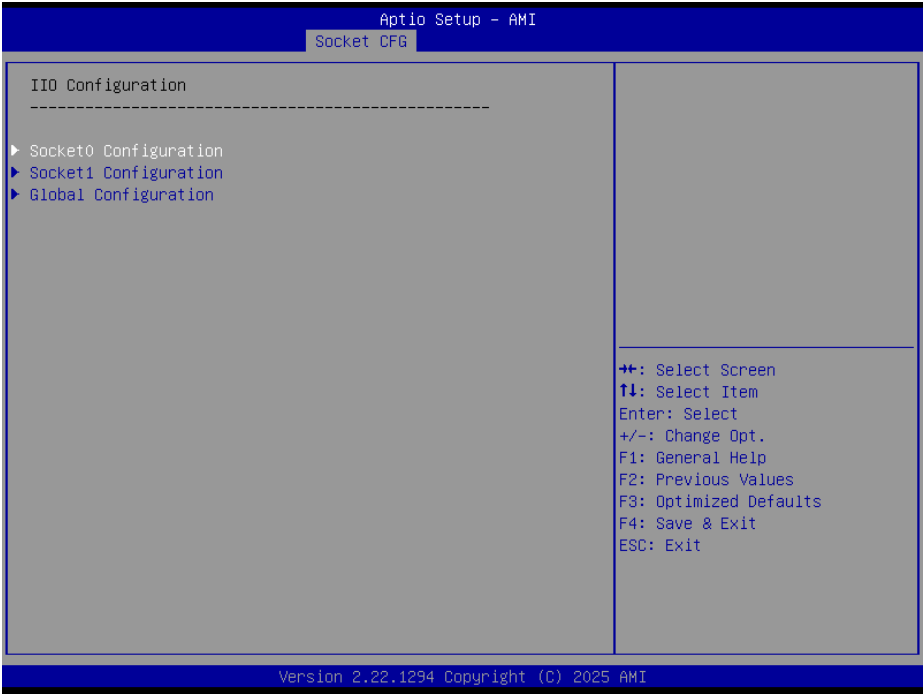 Aptio Setup – AMI
Socket CFG
IIO Configuration
--------------------------------------------------
▶ Socket0 Configuration
▶ Socket1 Configuration
▶ Global Configuration
→←: Select Screen
↑↓: Select Item
Enter: Select
+/-: Change Opt.
F1: General Help
F2: Previous Values
F3: Optimized Defaults
F4: Save & Exit
ESC: Exit
Version 2.22.1294 Copyright (C) 2025 AMI